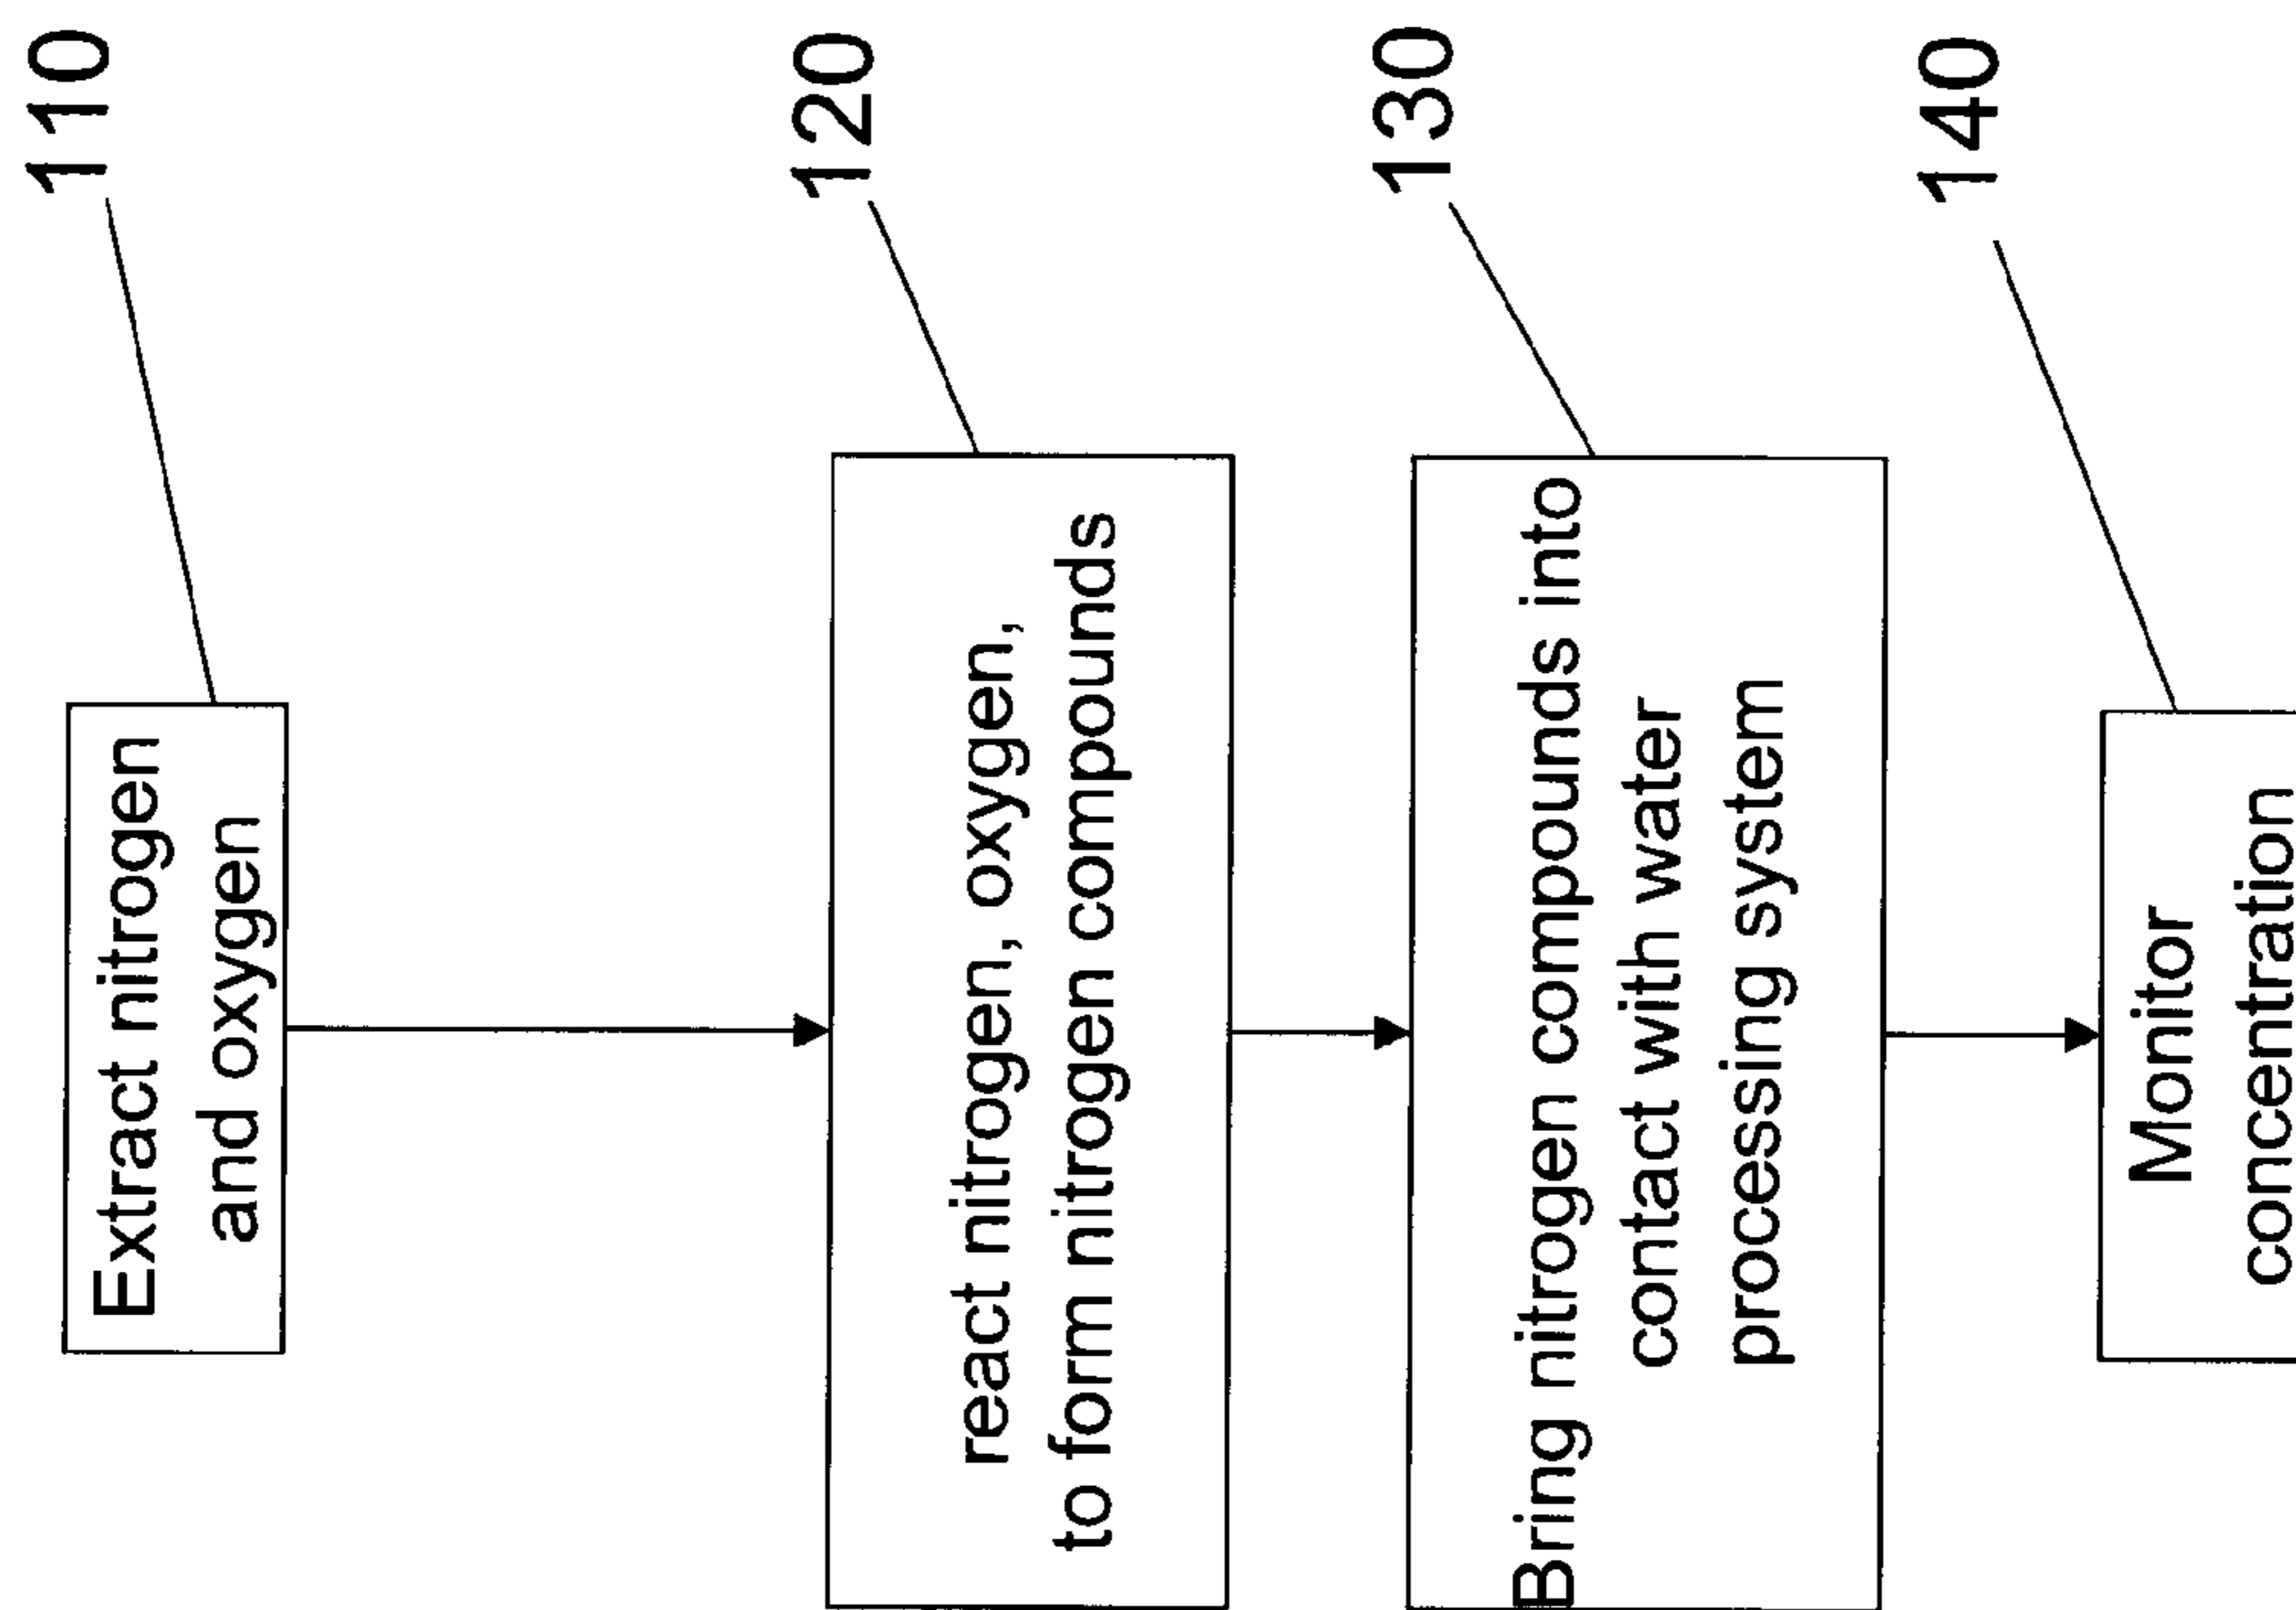 110
Extract nitrogen
and oxygen
120
react nitrogen, oxygen,
to form nitrogen compounds
130
Bring nitrogen compounds into
contact with water
processing system
140
Monitor
concentration